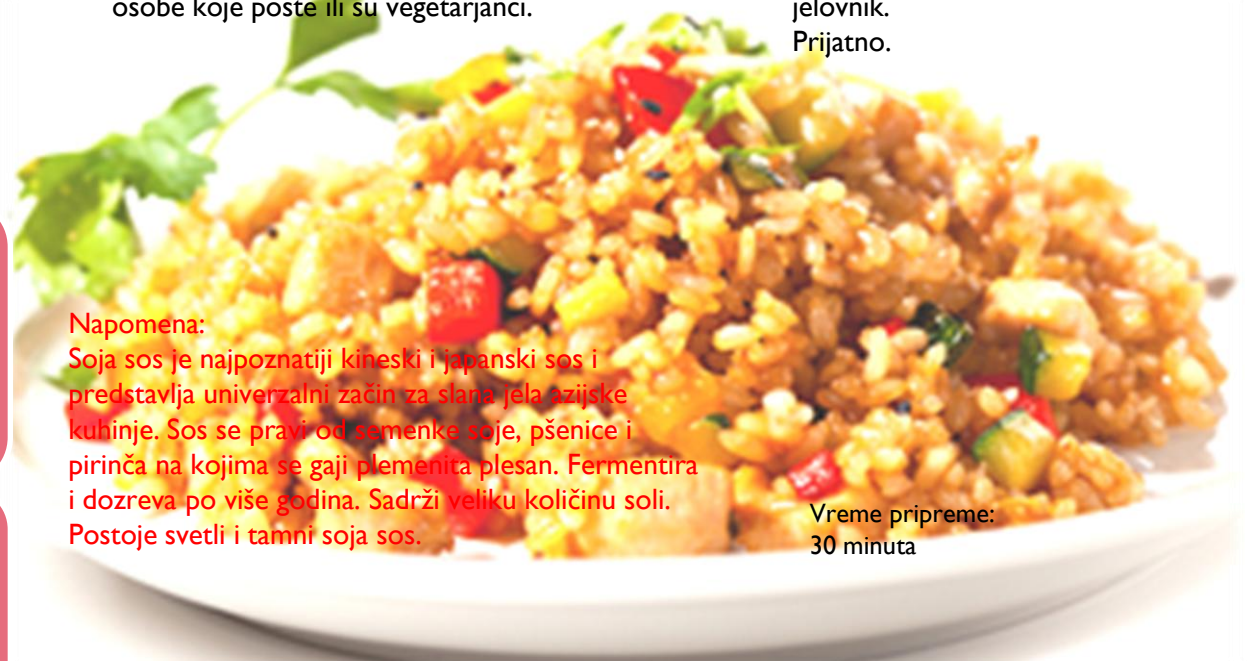 osobe koje poste ili su vegetarjanci.
jelovnik.
Prijatno.
Napomena:
Soja sos je najpoznatiji kineski i japanski sos i
predstavlja univerzalni začin za slana jela azijske
kuhinje. Sos se pravi od semenke soje, pšenice i
pirinča na kojima se gaji plemenita plesan. Fermentira
i dozreva po više godina. Sadrži veliku količinu soli.
Postoje svetli i tamni soja sos.
Vreme pripreme:
30 minuta